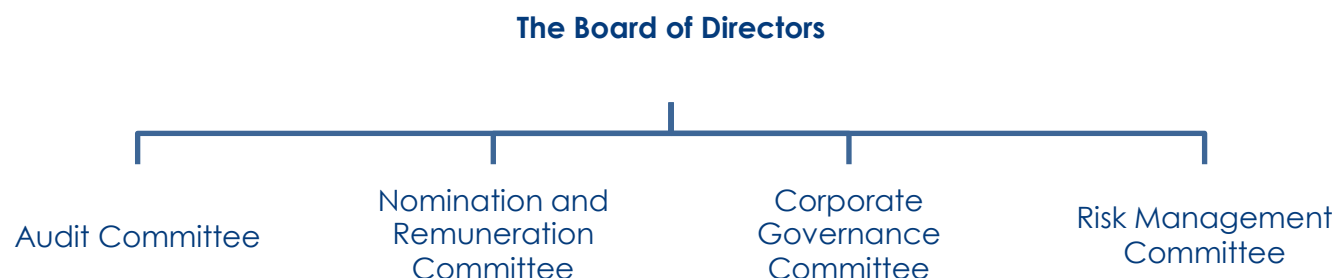 The Board of Directors
Audit Committee
Nomination and
Remuneration
Committee
Corporate
Governance
Committee
Risk Management
Committee